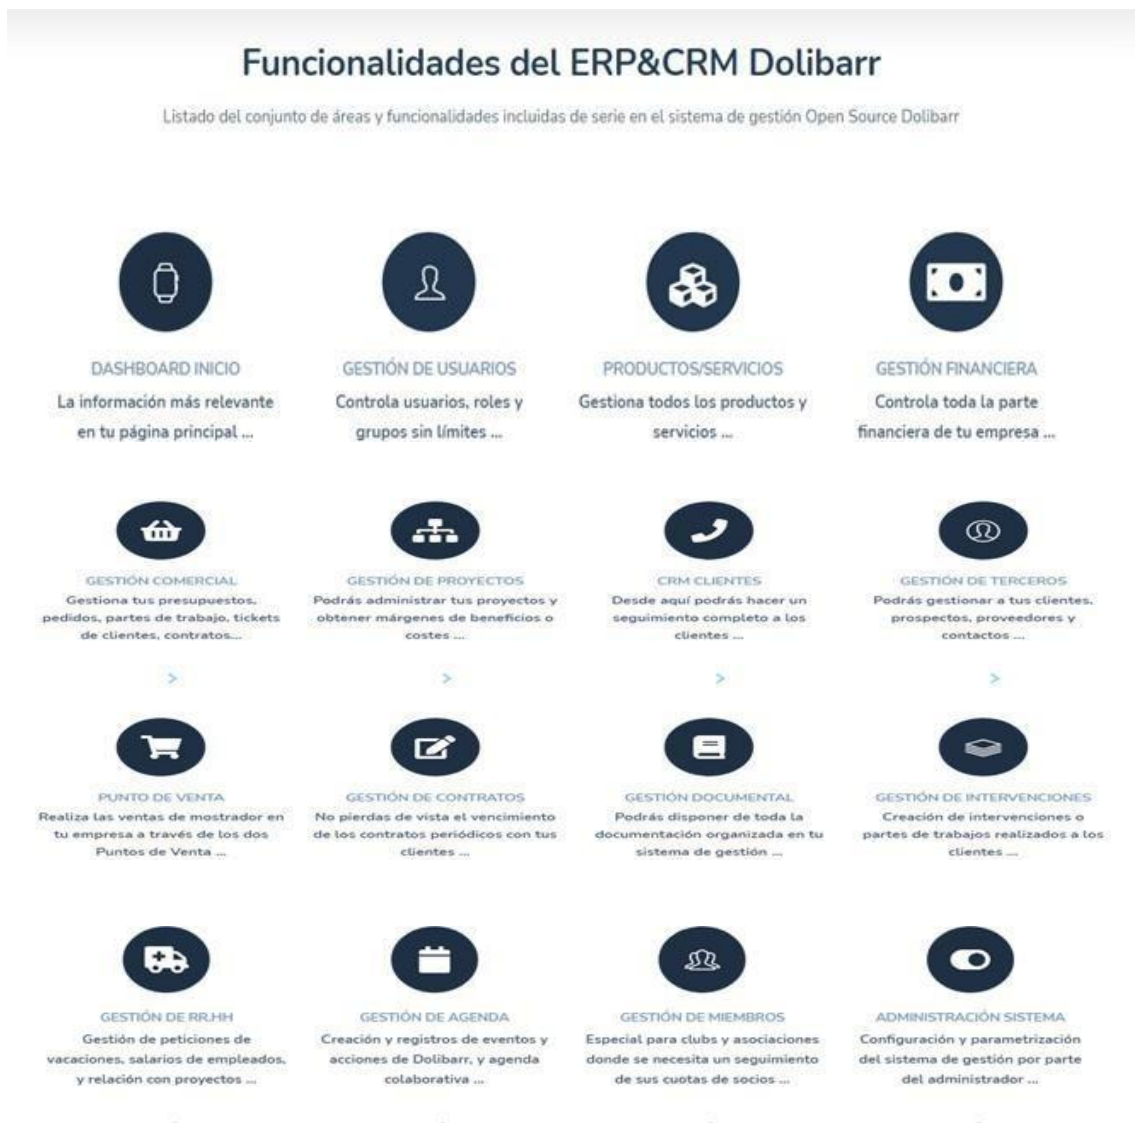 Funcionalidades del ERP&CRM Dolibarr
Listado del conjunto de áreas y funcionalidades incluidas de serie en el sistema de gestión Open Source Dolibarr
DASHBOARD INICIO
La información más relevante
en tu página principal ...
GESTIÓN DE USUARIOS
Controla usuarios, roles y
grupos sin límites ...
PRODUCTOS/SERVICIOS
Gestiona todos los productos y
servicios ...
GESTIÓN FINANCIERA
Controla toda la parte
financiera de tu empresa ...
GESTIÓN COMERCIAL
Gestiona tus presupuestos,
pedidos, partes de trabajo, tickets
de clientes, contratos...
>
GESTIÓN DE PROYECTOS
Podrás administrar tus proyectos y
obtener márgenes de beneficios o
costes ...
>
CRM CLIENTES
Desde aquí podrás hacer un
seguimiento completo a los
clientes ...
>
GESTIÓN DE TERCEROS
Podrás gestionar a tus clientes,
prospectos, proveedores y
contactos ...
>
PUNTO DE VENTA
Realiza las ventas de mostrador en
tu empresa a través de los dos
Puntos de Venta ...
GESTIÓN DE CONTRATOS
No pierdas de vista el vencimiento
de los contratos periódicos con tus
clientes ...
GESTIÓN DOCUMENTAL
Podrás disponer de toda la
documentación organizada en tu
sistema de gestión ...
GESTIÓN DE INTERVENCIONES
Creación de intervenciones o
partes de trabajos realizados a los
clientes ...
GESTIÓN DE RR.HH
Gestión de peticiones de
vacaciones, salarios de empleados,
y relación con proyectos ...
GESTIÓN DE AGENDA
Creación y registros de eventos y
acciones de Dolibarr, y agenda
colaborativa ...
GESTIÓN DE MIEMBROS
Especial para clubs y asociaciones
donde se necesita un seguimiento
de sus cuotas de socios ...
ADMINISTRACIÓN SISTEMA
Configuración y parametrización
del sistema de gestión por parte
del administrador ...